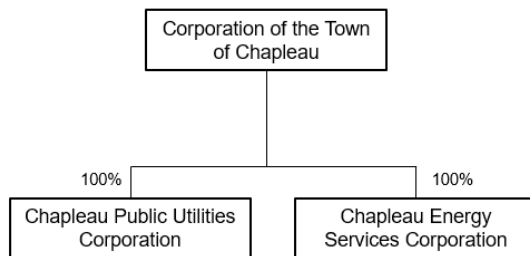 Corporation of the Town
of Chapleau
100%
100%
Chapleau Public Utilities
Corporation
Chapleau Energy
Services Corporation